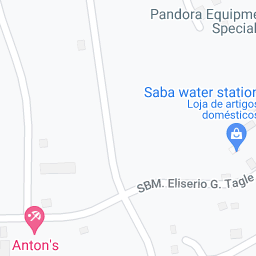 Pandora Equipme
Special
Saba water station
Loja de artigos
domésticos
SBM. Eliserio G. Tagle
Anton's